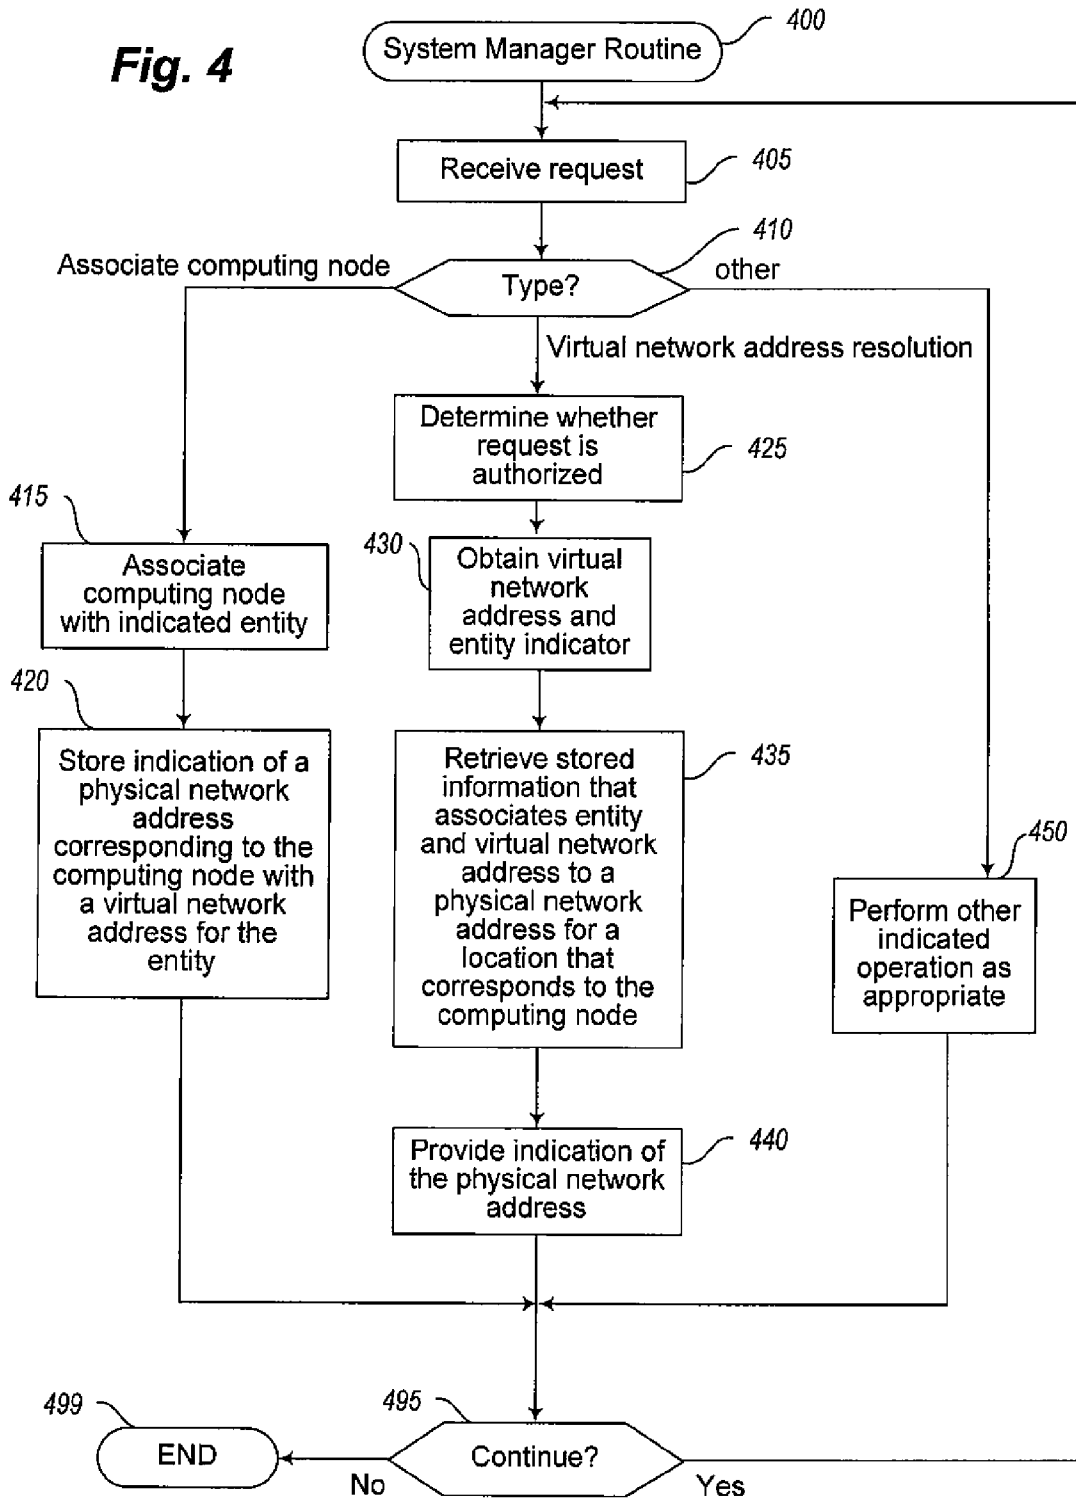 Fig. 4
System Manager Routine
400
Receive request
405
410
Associate computing node
Type?
other
Virtual network address resolution
Determine whether
request is
authorized
425
415
Associate
computing node
with indicated entity
430
Obtain virtual
network
address and
entity indicator
420
Store indication of a
physical network
address
corresponding to the
computing node with
a virtual network
address for the
entity
Retrieve stored
information that
associates entity
and virtual network
address to a
physical network
address for a
location that
corresponds to the
computing node
435
450
Perform other
indicated
operation as
appropriate
Provide indication of
the physical network
address
440
499
END
495
Continue?
No
Yes